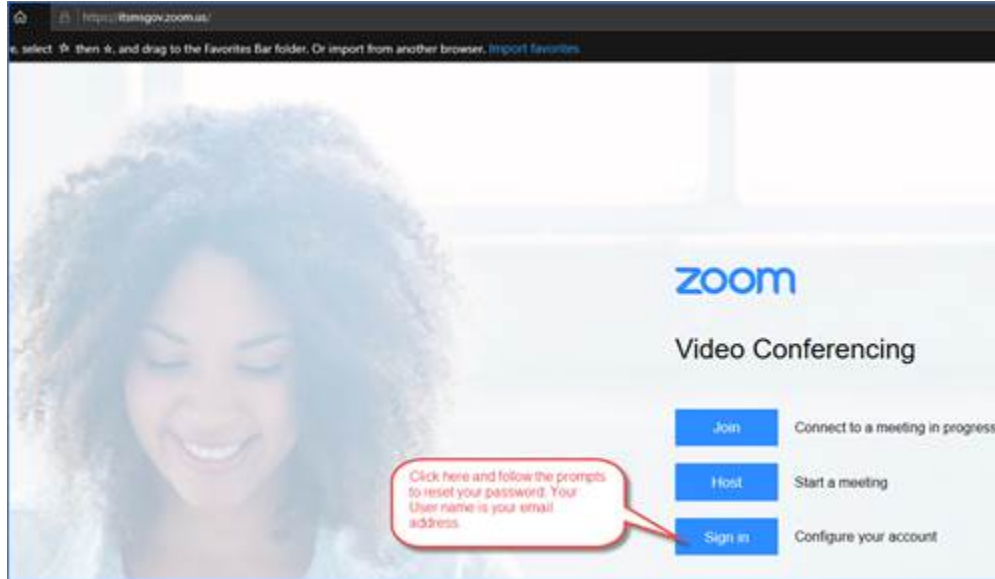 https://itsmsgov.zoom.us/
e, select ☆ then ☆, and drag to the Favorites Bar folder. Or import from another browser. Import favorites
zoom
Video Conferencing
Join Connect to a meeting in progress
Click here and follow the prompts
to reset your password. Your
User name is your email
address.
Host Start a meeting
Sign in Configure your account